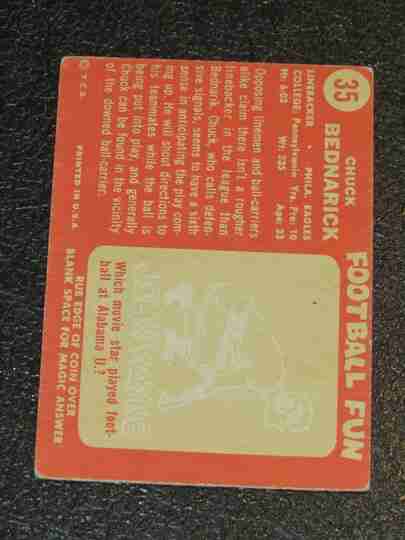 35
CHUCK
BEDNARICK
LINEBACKER • PHILA. EAGLES
COLLEGE: Pennsylvania Yrs. Pro: 10
Ht: 6-02 Wt: 225 Age: 33
Opposing linemen and ball-carriers
alike claim there isn't a rougher
linebacker in the league than
Bednarik. Chuck, who calls defen-
sive signals, seems to have a sixth
sense in anticipating the play com-
ing up. He will shout directions to
his teammates while the ball is
being put into play, and generally
Chuck can be found in the vicinity
of the downed ball-carrier.
© T.C.G.
PRINTED IN U.S.A.
FOOTBALL FUN
Which movie star played foot-
ball at Alabama U.?
RUB EDGE OF COIN OVER
BLANK SPACE FOR MAGIC ANSWER